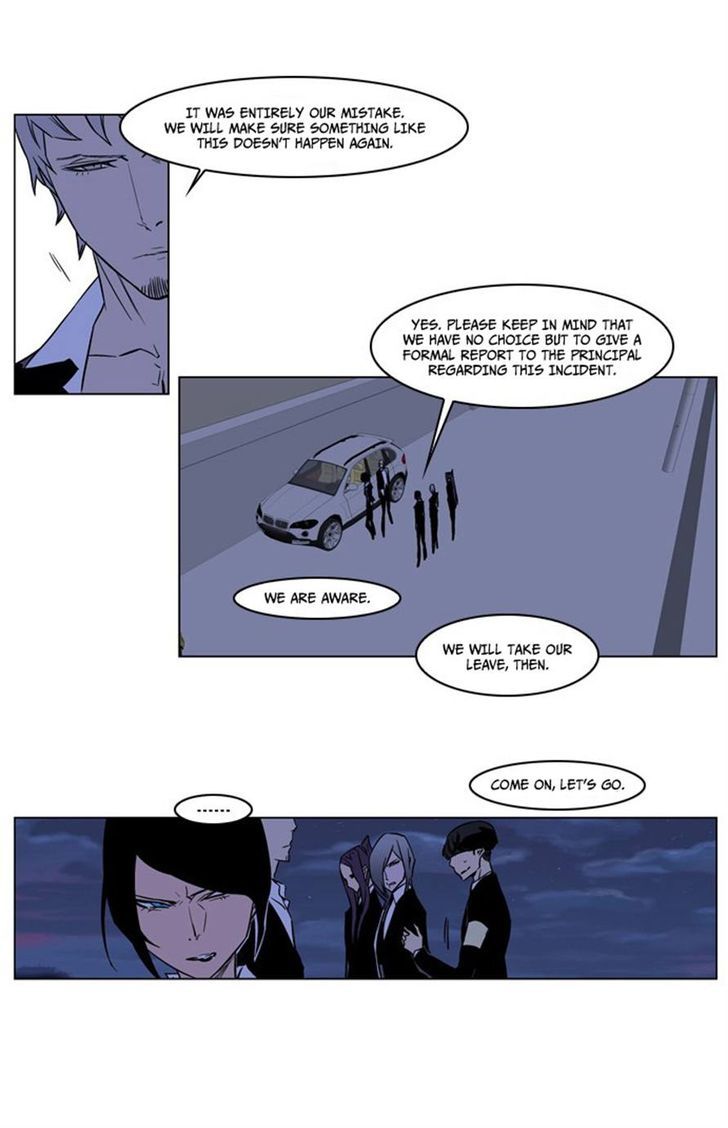 IT WAS ENTIRELY OUR MISTAKE.
WE WILL MAKE SURE SOMETHING LIKE
THIS DOESN'T HAPPEN AGAIN.
YES. PLEASE KEEP IN MIND THAT
WE HAVE NO CHOICE BUT TO GIVE A
FORMAL REPORT TO THE PRINCIPAL
REGARDING THIS INCIDENT.
WE ARE AWARE.
WE WILL TAKE OUR
LEAVE, THEN.
COME ON, LET'S GO.
......